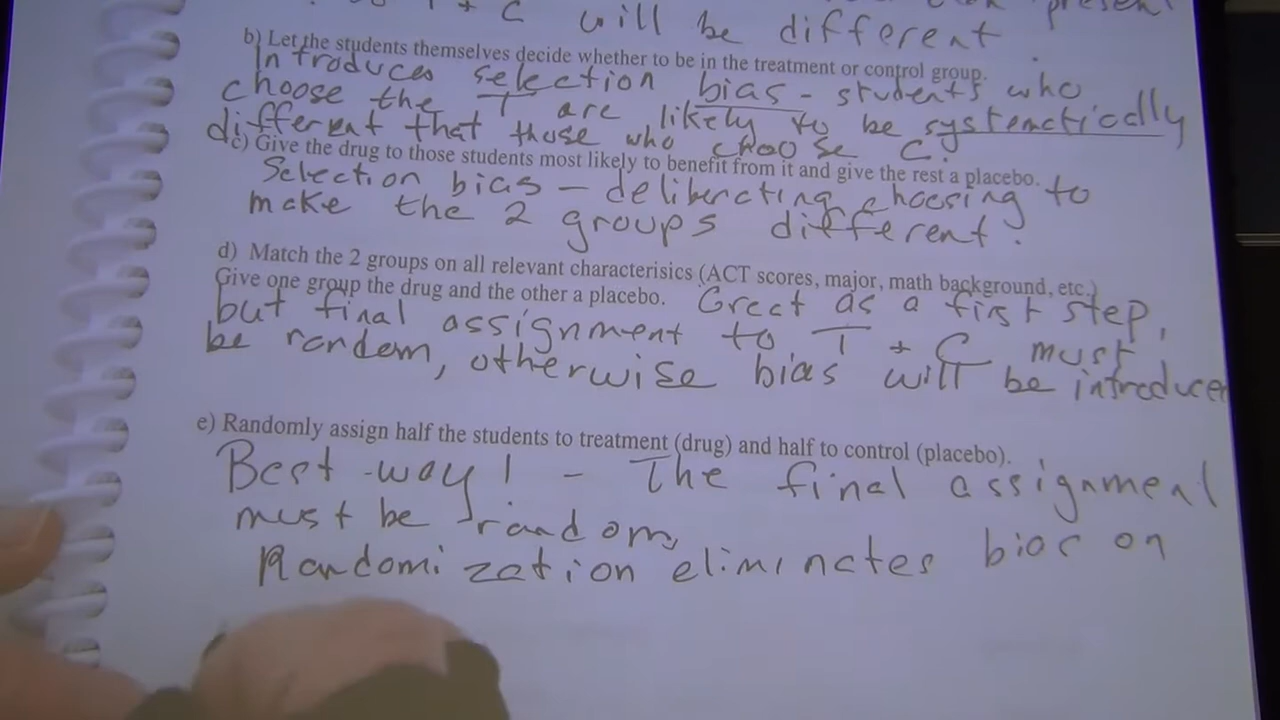 T + C will be different
b) Let the students themselves decide whether to be in the treatment or control group.
Introduces selection bias - students who
choose the T are likely to be systematically
different that those who choose C.
c) Give the drug to those students most likely to benefit from it and give the rest a placebo.
Selection bias - deliberating choosing to
make the 2 groups different.
d) Match the 2 groups on all relevant characterisics (ACT scores, major, math background, etc.)
Give one group the drug and the other a placebo. Great as a first step,
but final assignment to T + C must
be random, otherwise bias will be introduce
e) Randomly assign half the students to treatment (drug) and half to control (placebo).
Best way! - The final assignment
must be random,
Randomization eliminates bias on